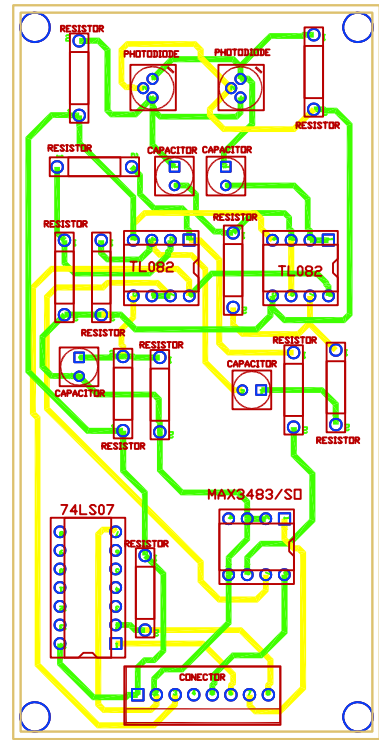 RESISTOR
PHOTODIODE
PHOTODIODE
RESISTOR
RESISTOR
CAPACITOR
CAPACITOR
RESISTOR
RESISTOR
TL082
TL082
RESISTOR
RESISTOR
RESISTOR
CAPACITOR
CAPACITOR
RESISTOR
RESISTOR
MAX3483/SO
74LS07
RESISTOR
CONECTOR